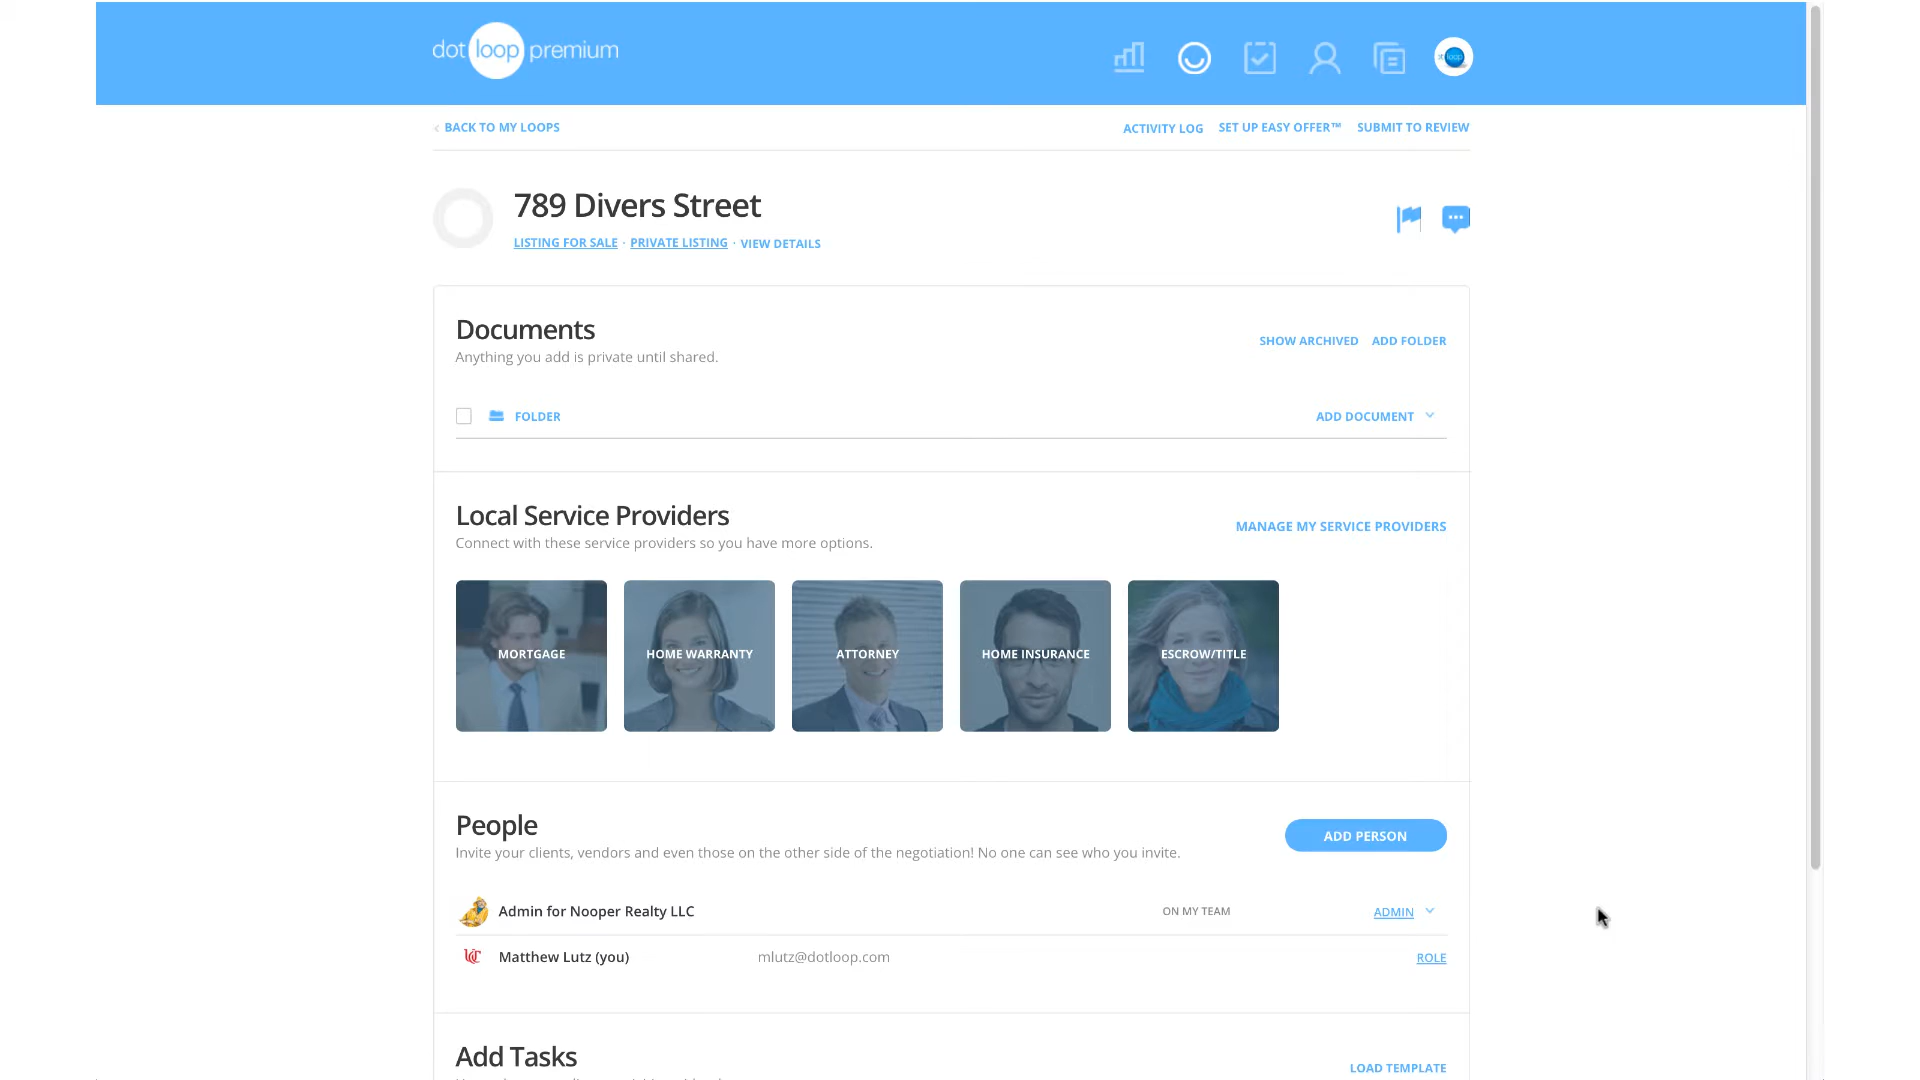 dot loop premium
‹ BACK TO MY LOOPS
ACTIVITY LOG SET UP EASY OFFER™ SUBMIT TO REVIEW
789 Divers Street
LISTING FOR SALE · PRIVATE LISTING · VIEW DETAILS
Documents
Anything you add is private until shared.
SHOW ARCHIVED ADD FOLDER
FOLDER ADD DOCUMENT
Local Service Providers
Connect with these service providers so you have more options.
MANAGE MY SERVICE PROVIDERS
MORTGAGE HOME WARRANTY ATTORNEY HOME INSURANCE ESCROW/TITLE
People
Invite your clients, vendors and even those on the other side of the negotiation! No one can see who you invite.
ADD PERSON
Admin for Nooper Realty LLC ON MY TEAM ADMIN
Matthew Lutz (you) mlutz@dotloop.com ROLE
Add Tasks
LOAD TEMPLATE